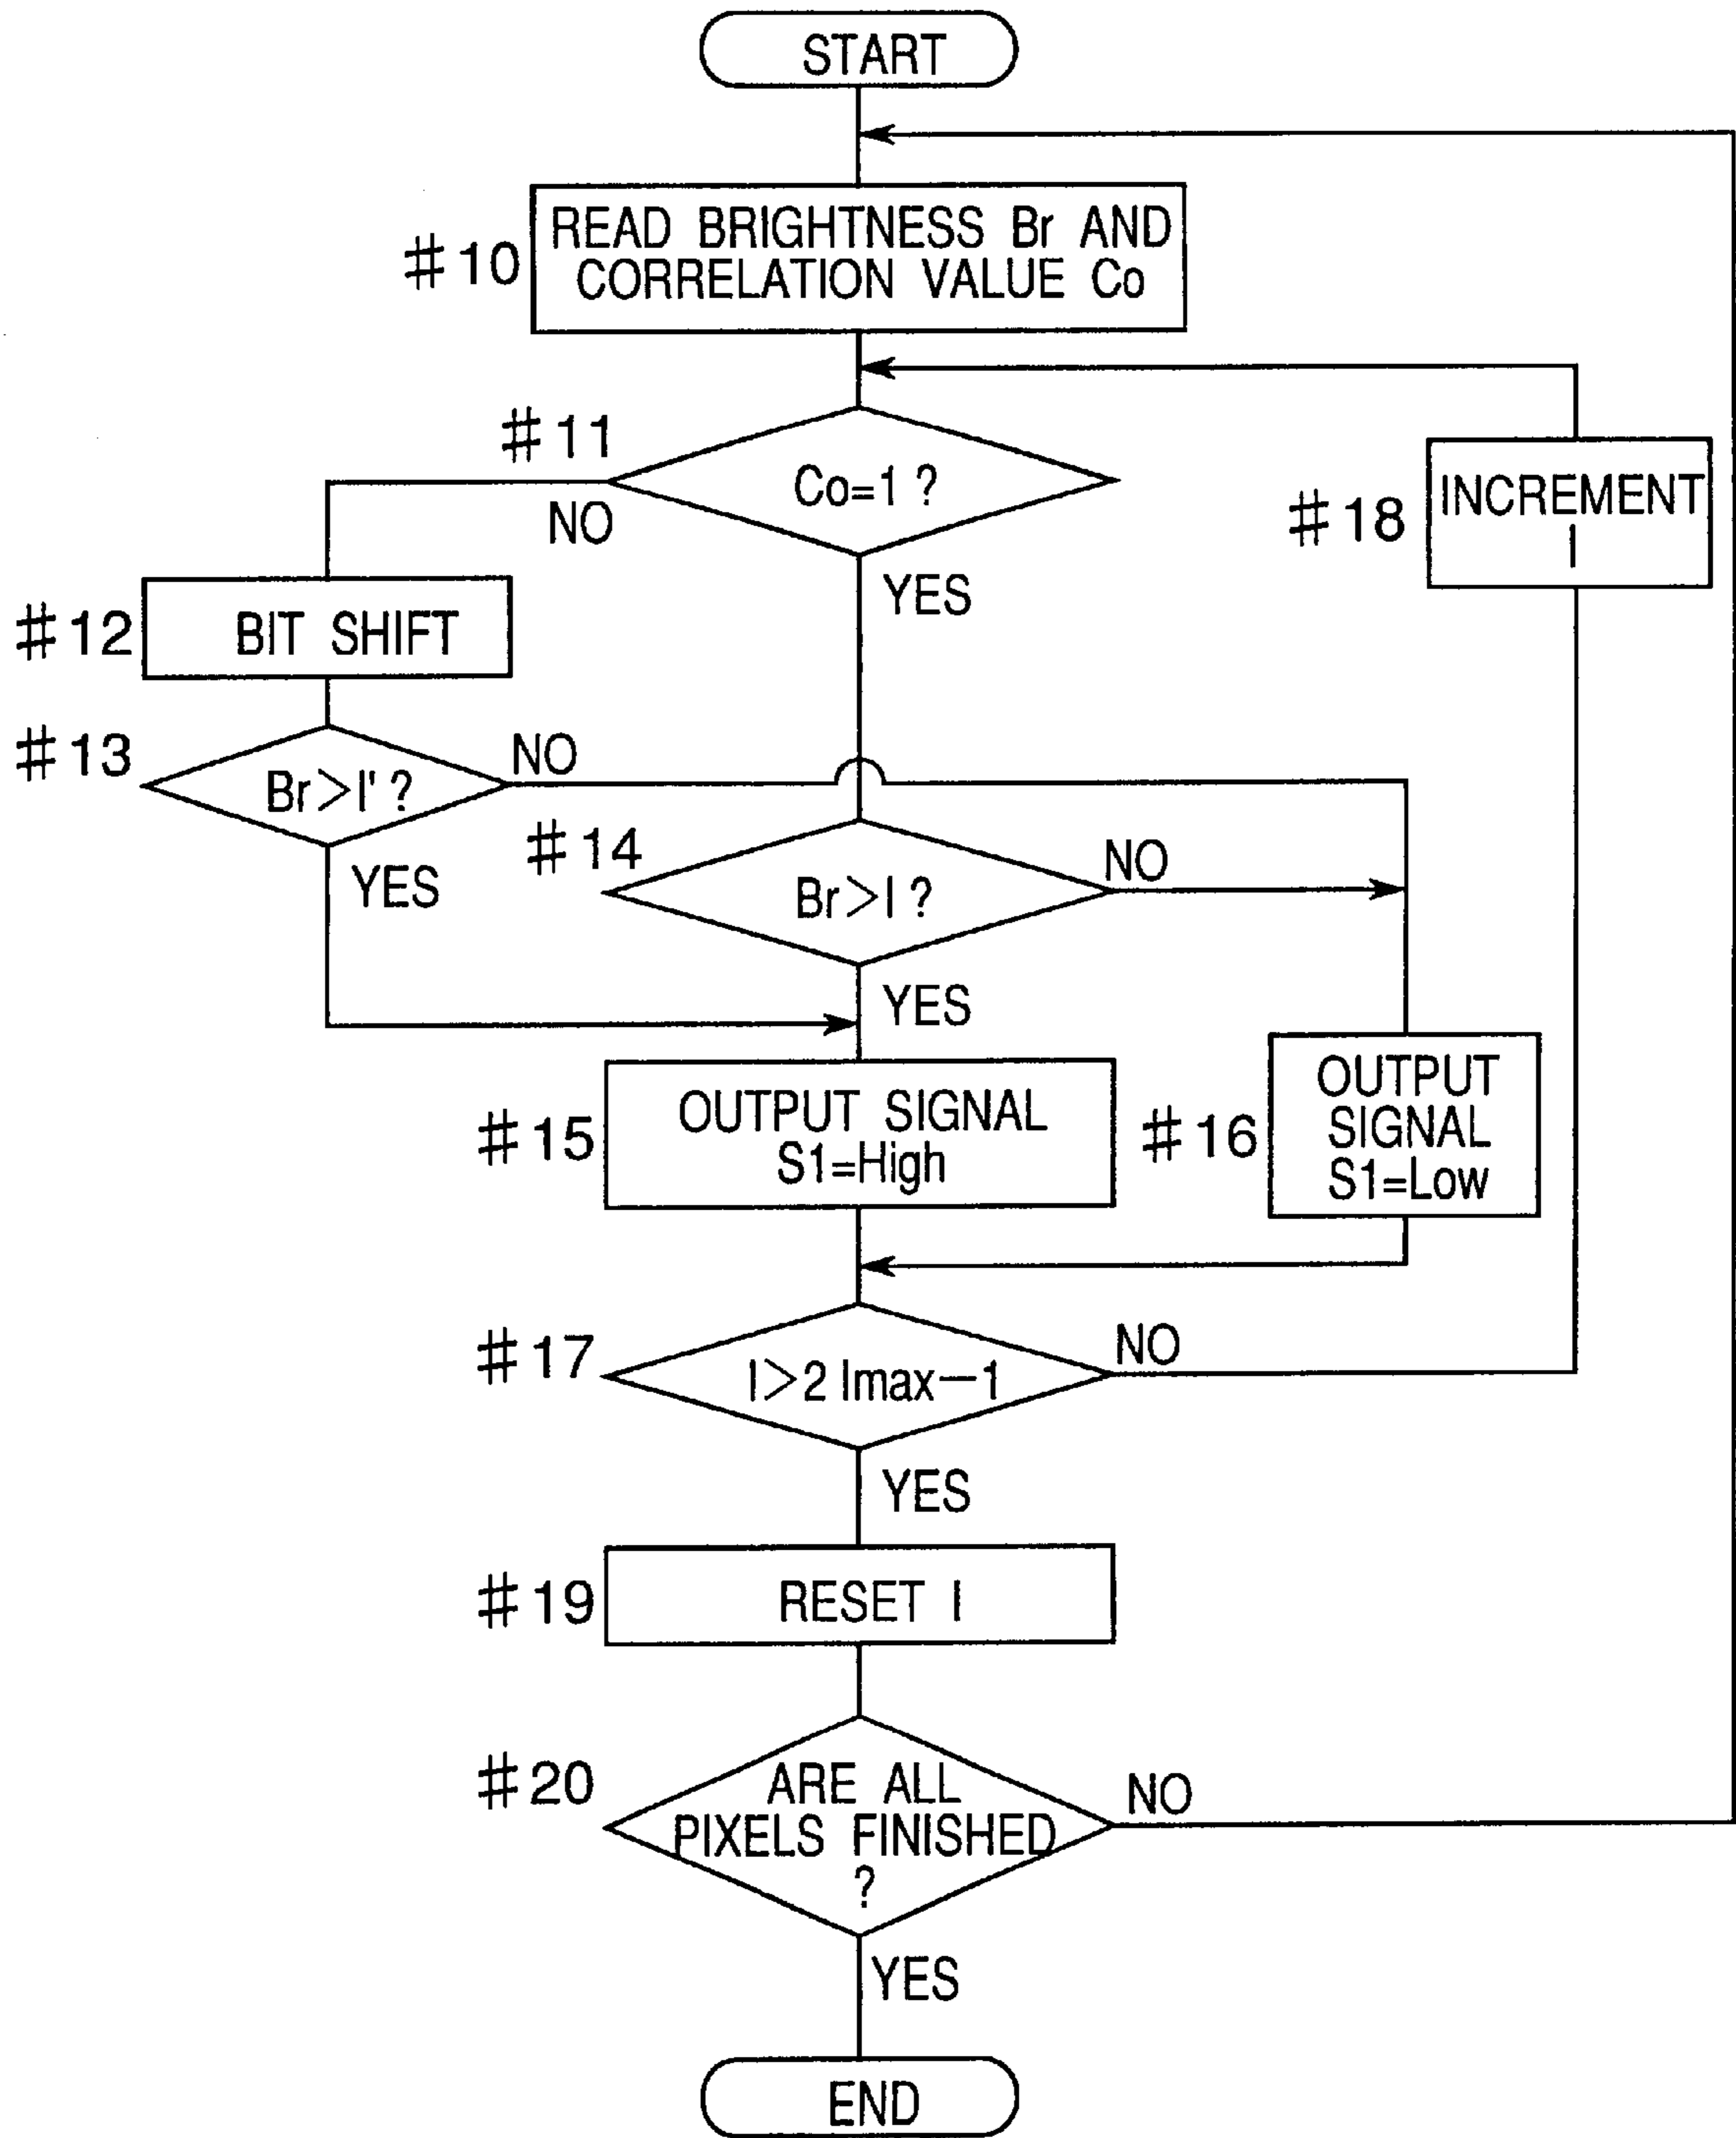 START
#10
READ BRIGHTNESS Br AND
CORRELATION VALUE Co
#11
Co=1 ?
NO
YES
#18
INCREMENT
I
#12
BIT SHIFT
#13
Br>I' ?
NO
YES
#14
Br>I ?
NO
YES
#15
OUTPUT SIGNAL
S1=High
#16
OUTPUT
SIGNAL
S1=Low
#17
I>2 Imax−1
NO
YES
#19
RESET I
#20
ARE ALL
PIXELS FINISHED
?
NO
YES
END